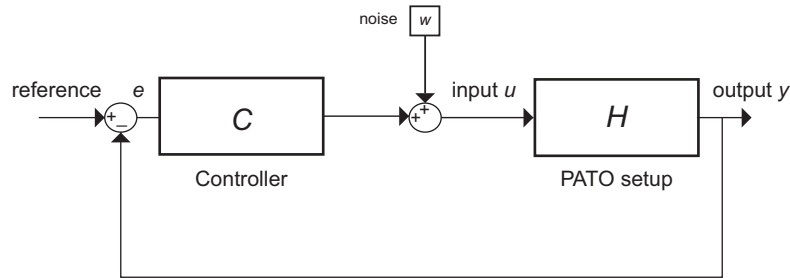 noise w
reference e input u output y
+ − C + + H
Controller PATO setup